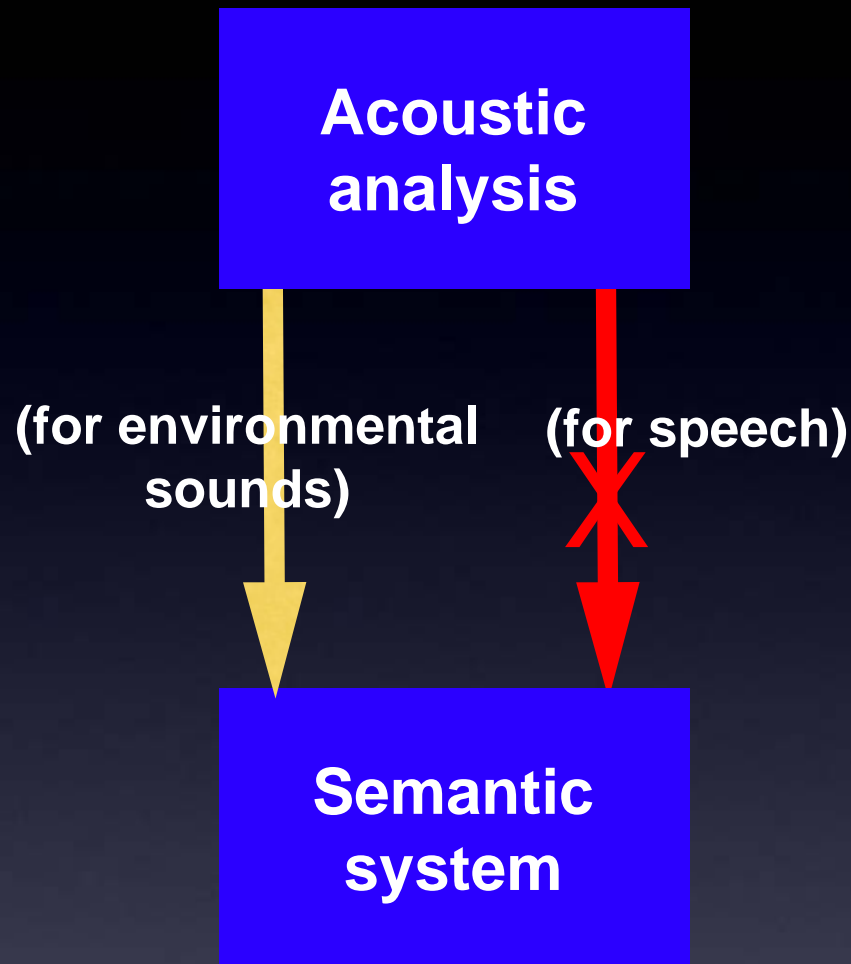 Acoustic
analysis
(for environmental
sounds)
(for speech)
X
Semantic
system